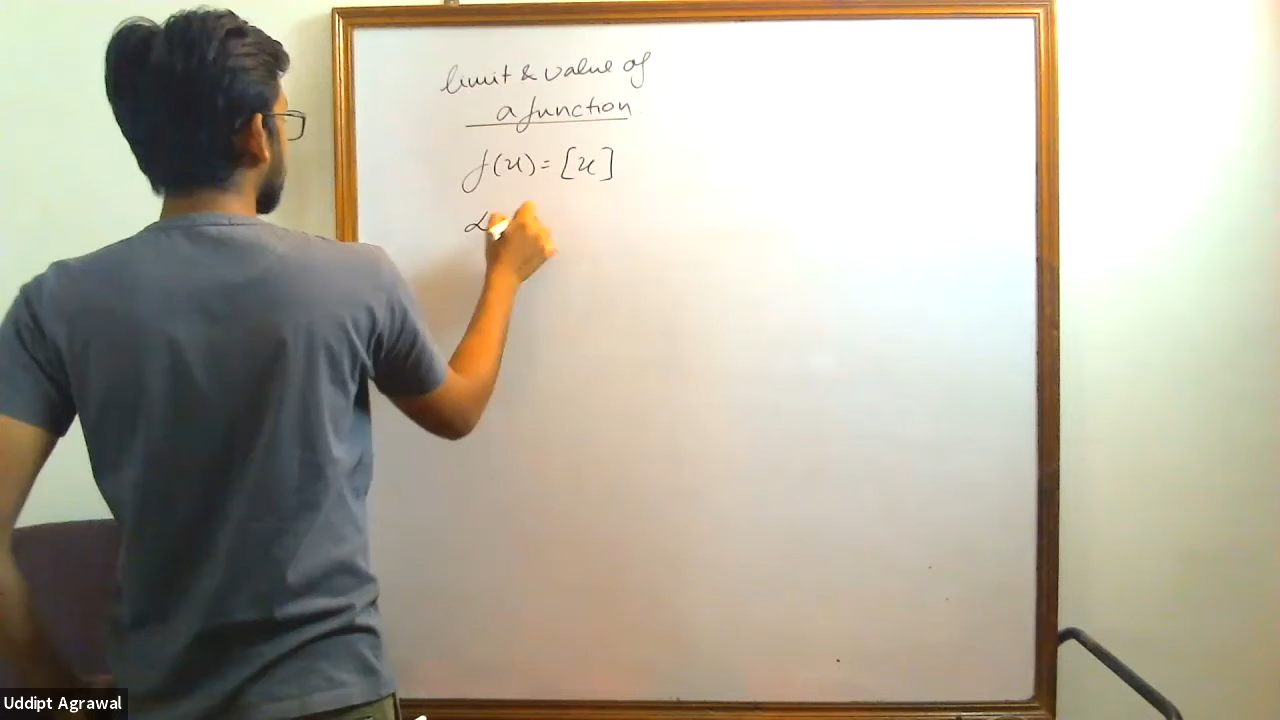 limit & value of
a function
f(x) = [x]
x
Uddipt Agrawal